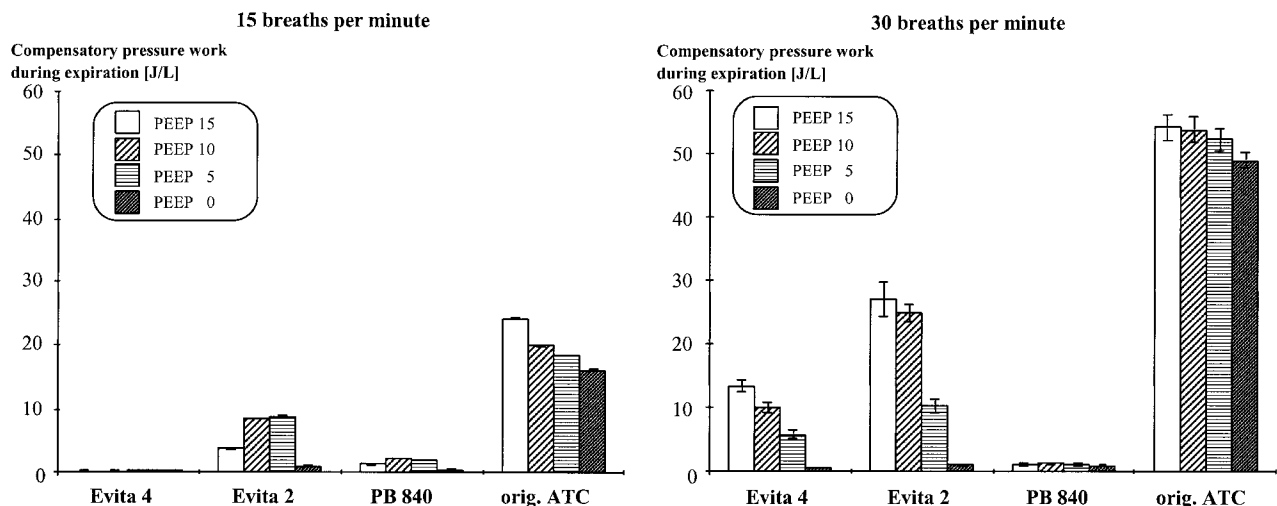 15 breaths per minute
Compensatory pressure work
during expiration [J/L]
60
50
40
30
20
10
0
PEEP 15
PEEP 10
PEEP 5
PEEP 0
Evita 4
Evita 2
PB 840
orig. ATC
30 breaths per minute
Compensatory pressure work
during expiration [J/L]
60
50
40
30
20
10
0
PEEP 15
PEEP 10
PEEP 5
PEEP 0
Evita 4
Evita 2
PB 840
orig. ATC